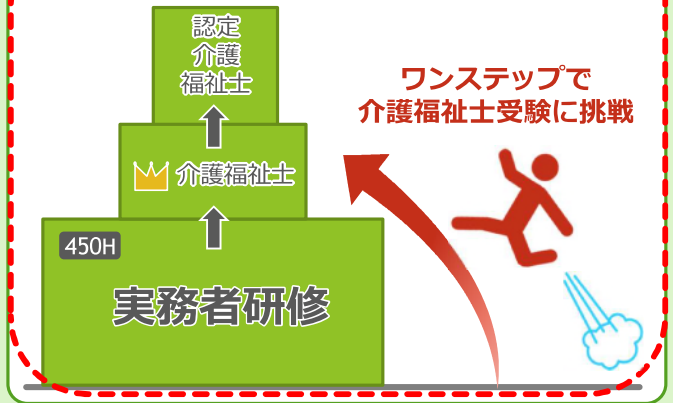 認定
介護
福祉士
ワンステップで
介護福祉士受験に挑戦
介護福祉士
450H
実務者研修